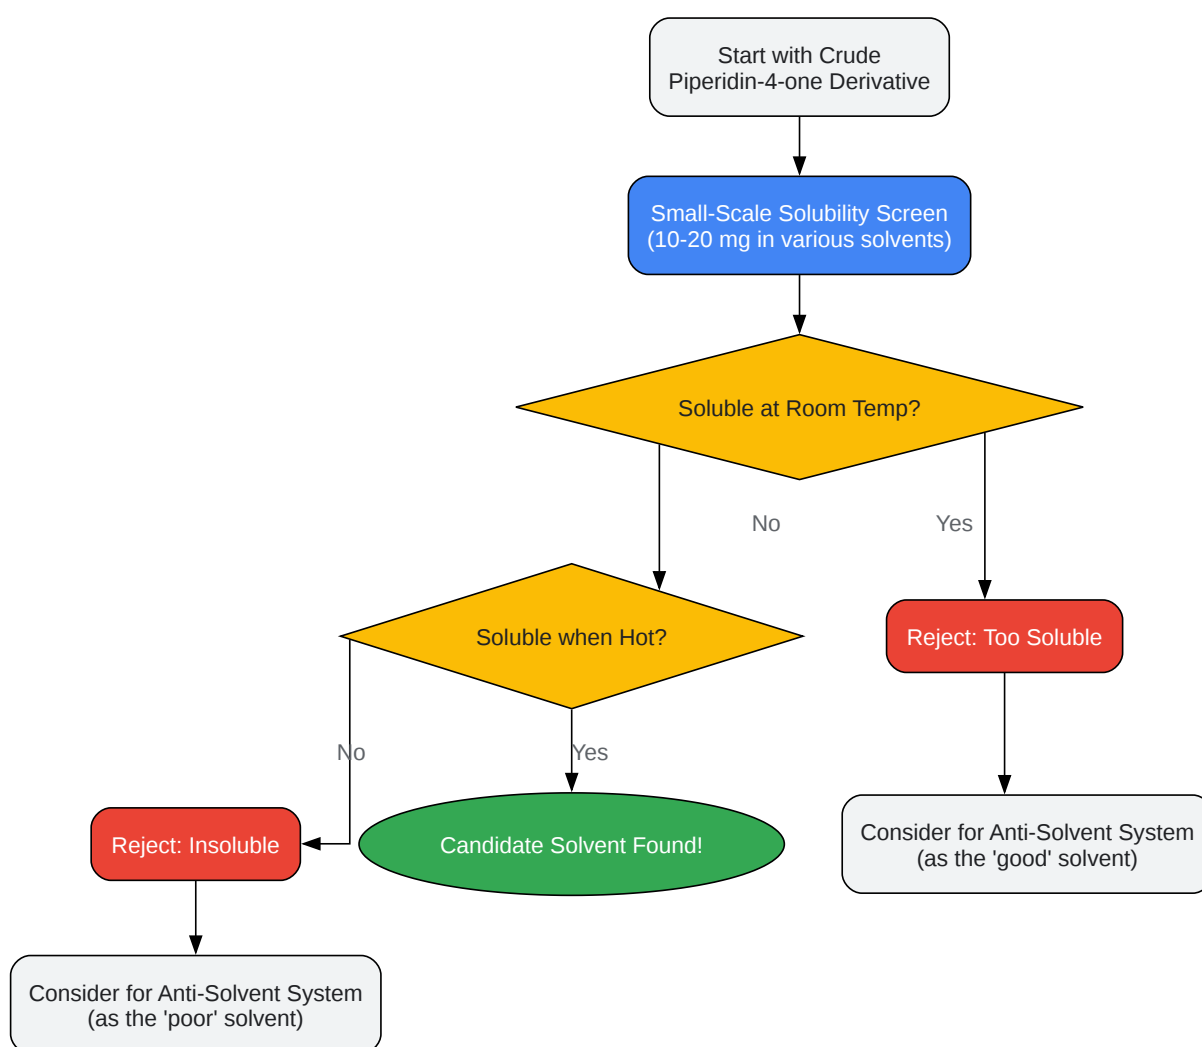 Start with Crude
Piperidin-4-one Derivative
Small-Scale Solubility Screen
(10-20 mg in various solvents)
Soluble at Room Temp?
No
Yes
Soluble when Hot?
Reject: Too Soluble
No
Yes
Reject: Insoluble
Candidate Solvent Found!
Consider for Anti-Solvent System
(as the 'good' solvent)
Consider for Anti-Solvent System
(as the 'poor' solvent)